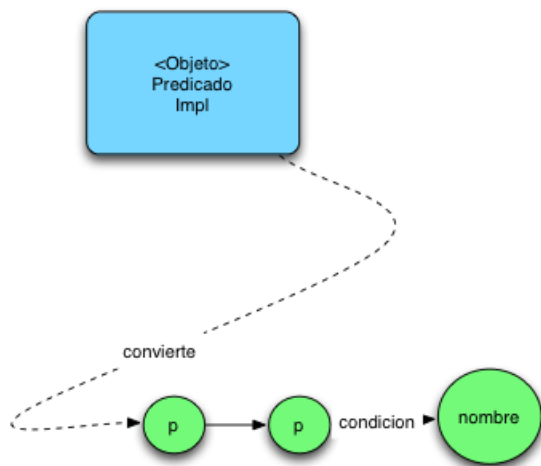 <Objeto>
Predicado
Impl
convierte
p
p
condicion
nombre